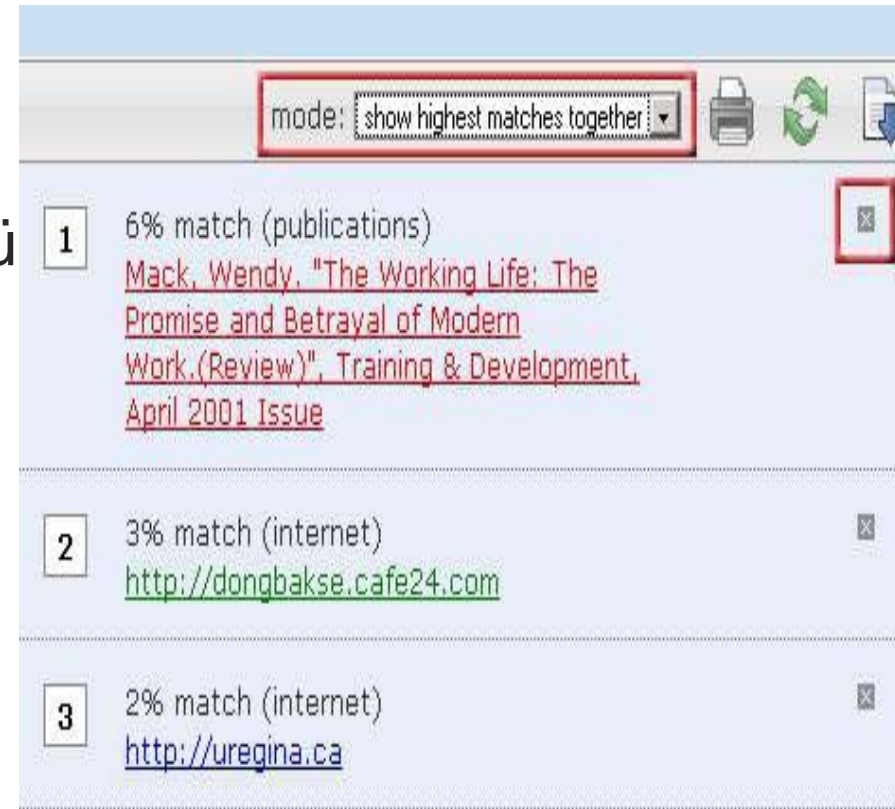 mode: show highest matches together
ü
1
6% match (publications)
Mack, Wendy. "The Working Life: The
Promise and Betrayal of Modern
Work.(Review)", Training & Development,
April 2001 Issue
x
2
3% match (internet)
http://dongbakse.cafe24.com
x
3
2% match (internet)
http://uregina.ca
x